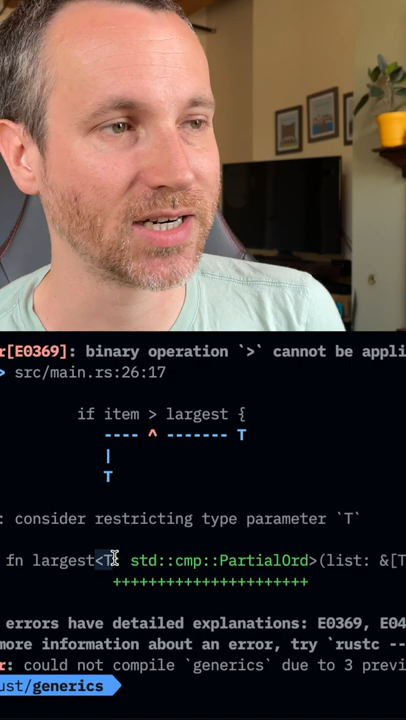 r[E0369]: binary operation `>` cannot be appli
> src/main.rs:26:17
if item > largest {
---- ^ ------- T
|
T
: consider restricting type parameter `T`
fn largest<T: std::cmp::PartialOrd>(list: &[T
++++++++++++++++++++++
errors have detailed explanations: E0369, E04
more information about an error, try `rustc --
r: could not compile `generics` due to 3 previ
ust/generics